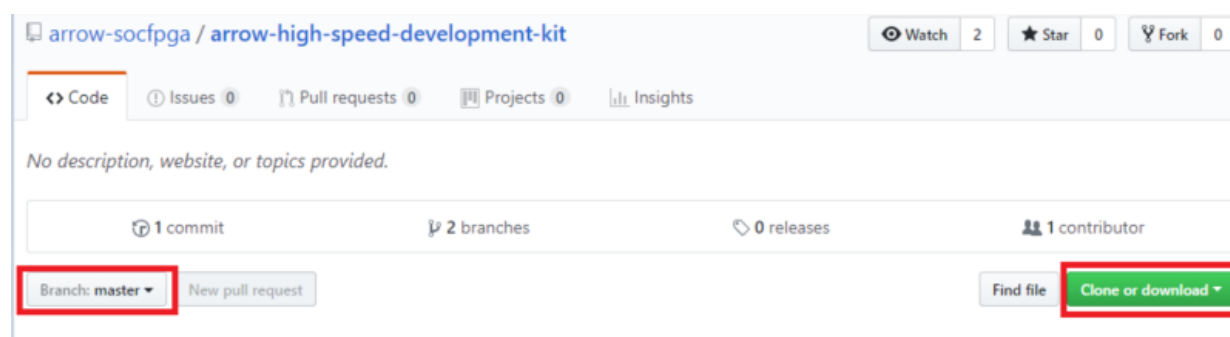 arrow-socfpga / arrow-high-speed-development-kit Watch 2 Star 0 Fork 0
<> Code Issues 0 Pull requests 0 Projects 0 Insights
No description, website, or topics provided.
1 commit 2 branches 0 releases 1 contributor
Branch: master New pull request Find file Clone or download